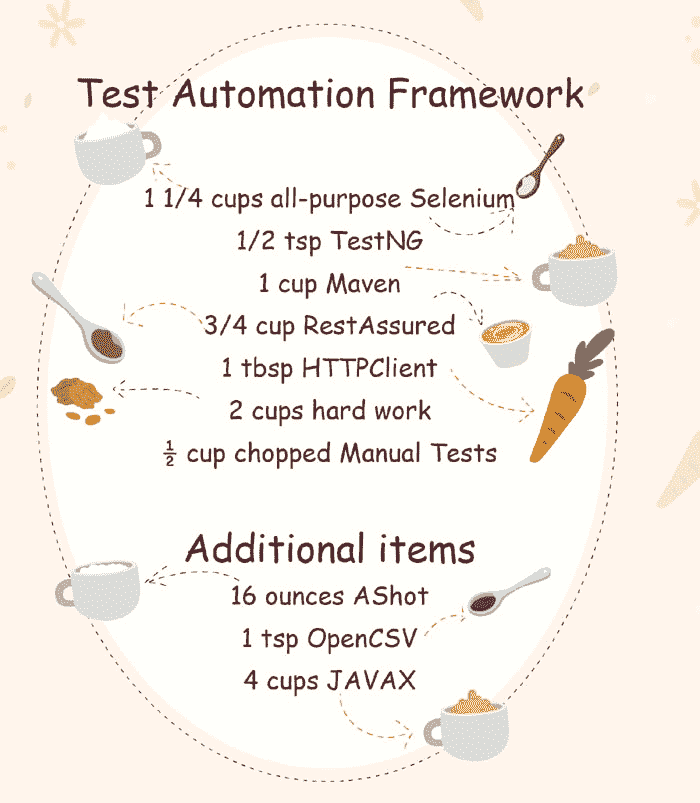 Test Automation Framework
1 1/4 cups all-purpose Selenium
1/2 tsp TestNG
1 cup Maven
3/4 cup RestAssured
1 tbsp HTTPClient
2 cups hard work
½ cup chopped Manual Tests
Additional items
16 ounces AShot
1 tsp OpenCSV
4 cups JAVAX